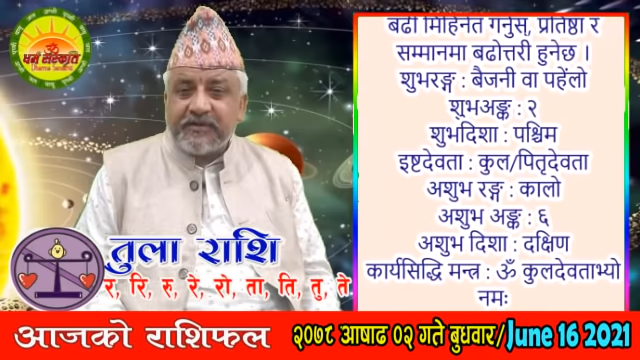 ॐ
धर्म संस्कृति
Dharma Sanskriti
बढी मिहिनेत गर्नुस्, प्रतिष्ठा र
सम्मानमा बढोत्तरी हुनेछ ।
शुभरङ्ग : बैजनी वा पहेंलो
शुभअङ्क : २
शुभदिशा : पश्चिम
इष्टदेवता : कुल/पितृदेवता
अशुभ रङ्ग : कालो
अशुभ अङ्क : ६
अशुभ दिशा : दक्षिण
कार्यसिद्धि मन्त्र : ॐ कुलदेवताभ्यो
नमः
तुला राशि
र, रि, रु, रे, रो, ता, ति, तु, ते
आजको राशिफल
२०७८ आषाढ ०२ गते बुधवार/June 16 2021